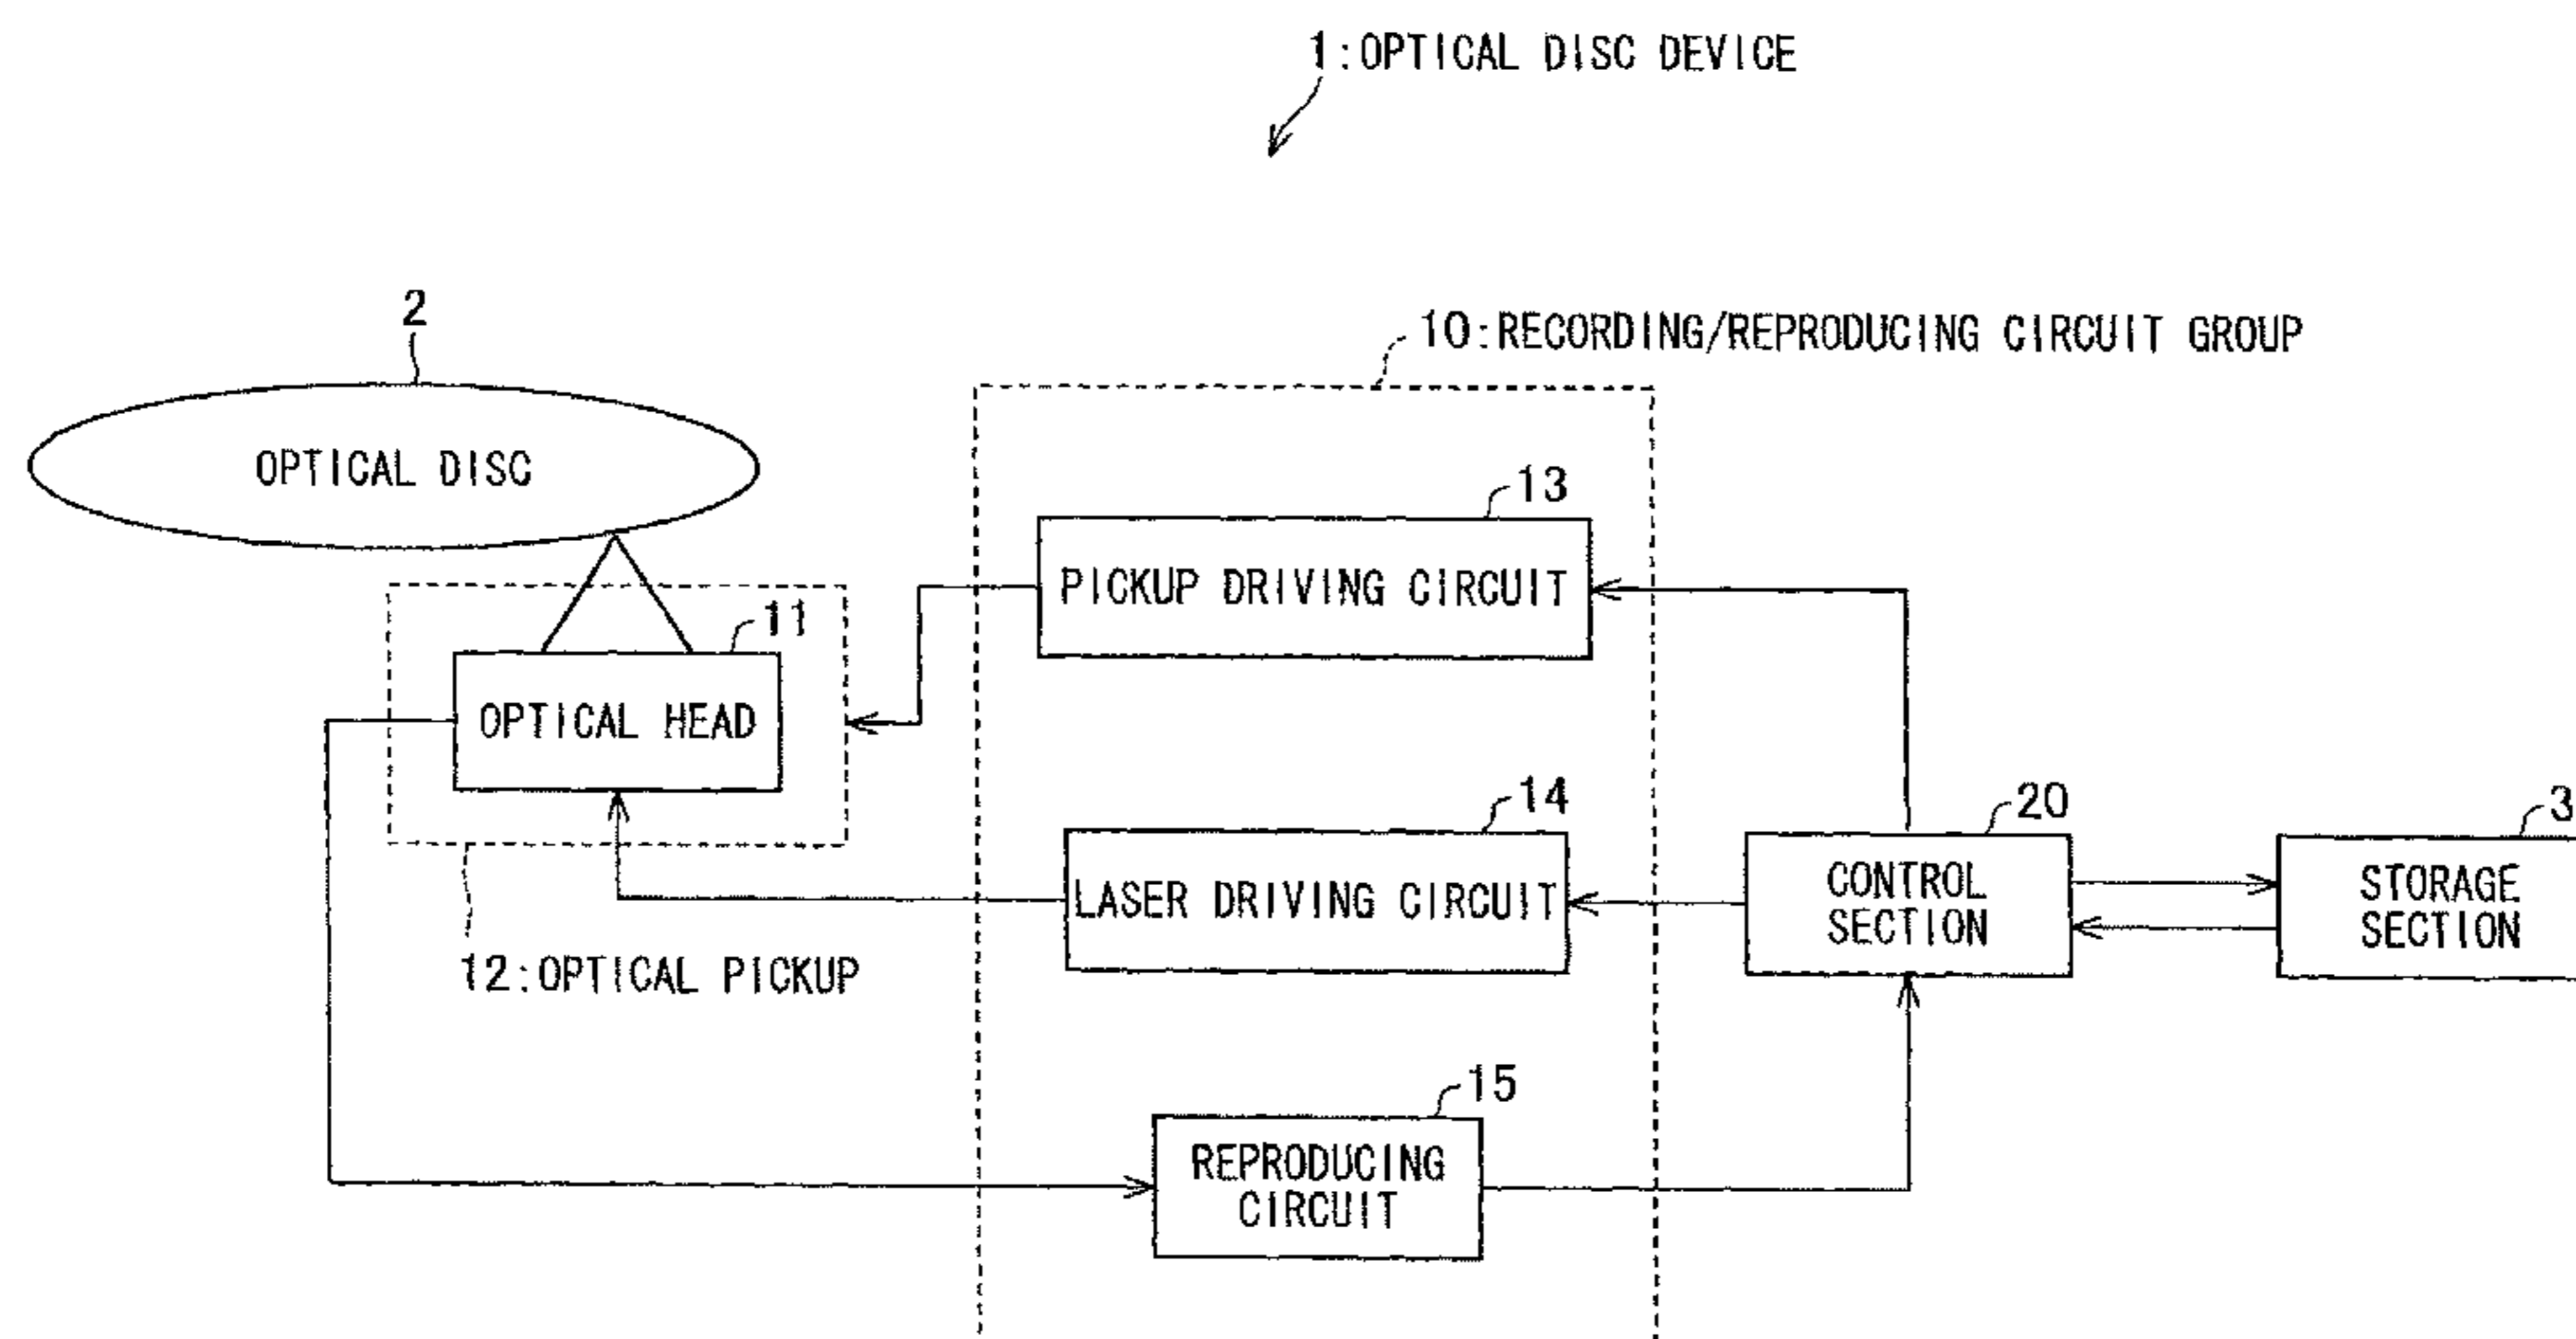 1:OPTICAL DISC DEVICE
2
10:RECORDING/REPRODUCING CIRCUIT GROUP
OPTICAL DISC
13
PICKUP DRIVING CIRCUIT
11
OPTICAL HEAD
14
LASER DRIVING CIRCUIT
20
CONTROL
SECTION
3
STORAGE
SECTION
12:OPTICAL PICKUP
15
REPRODUCING
CIRCUIT